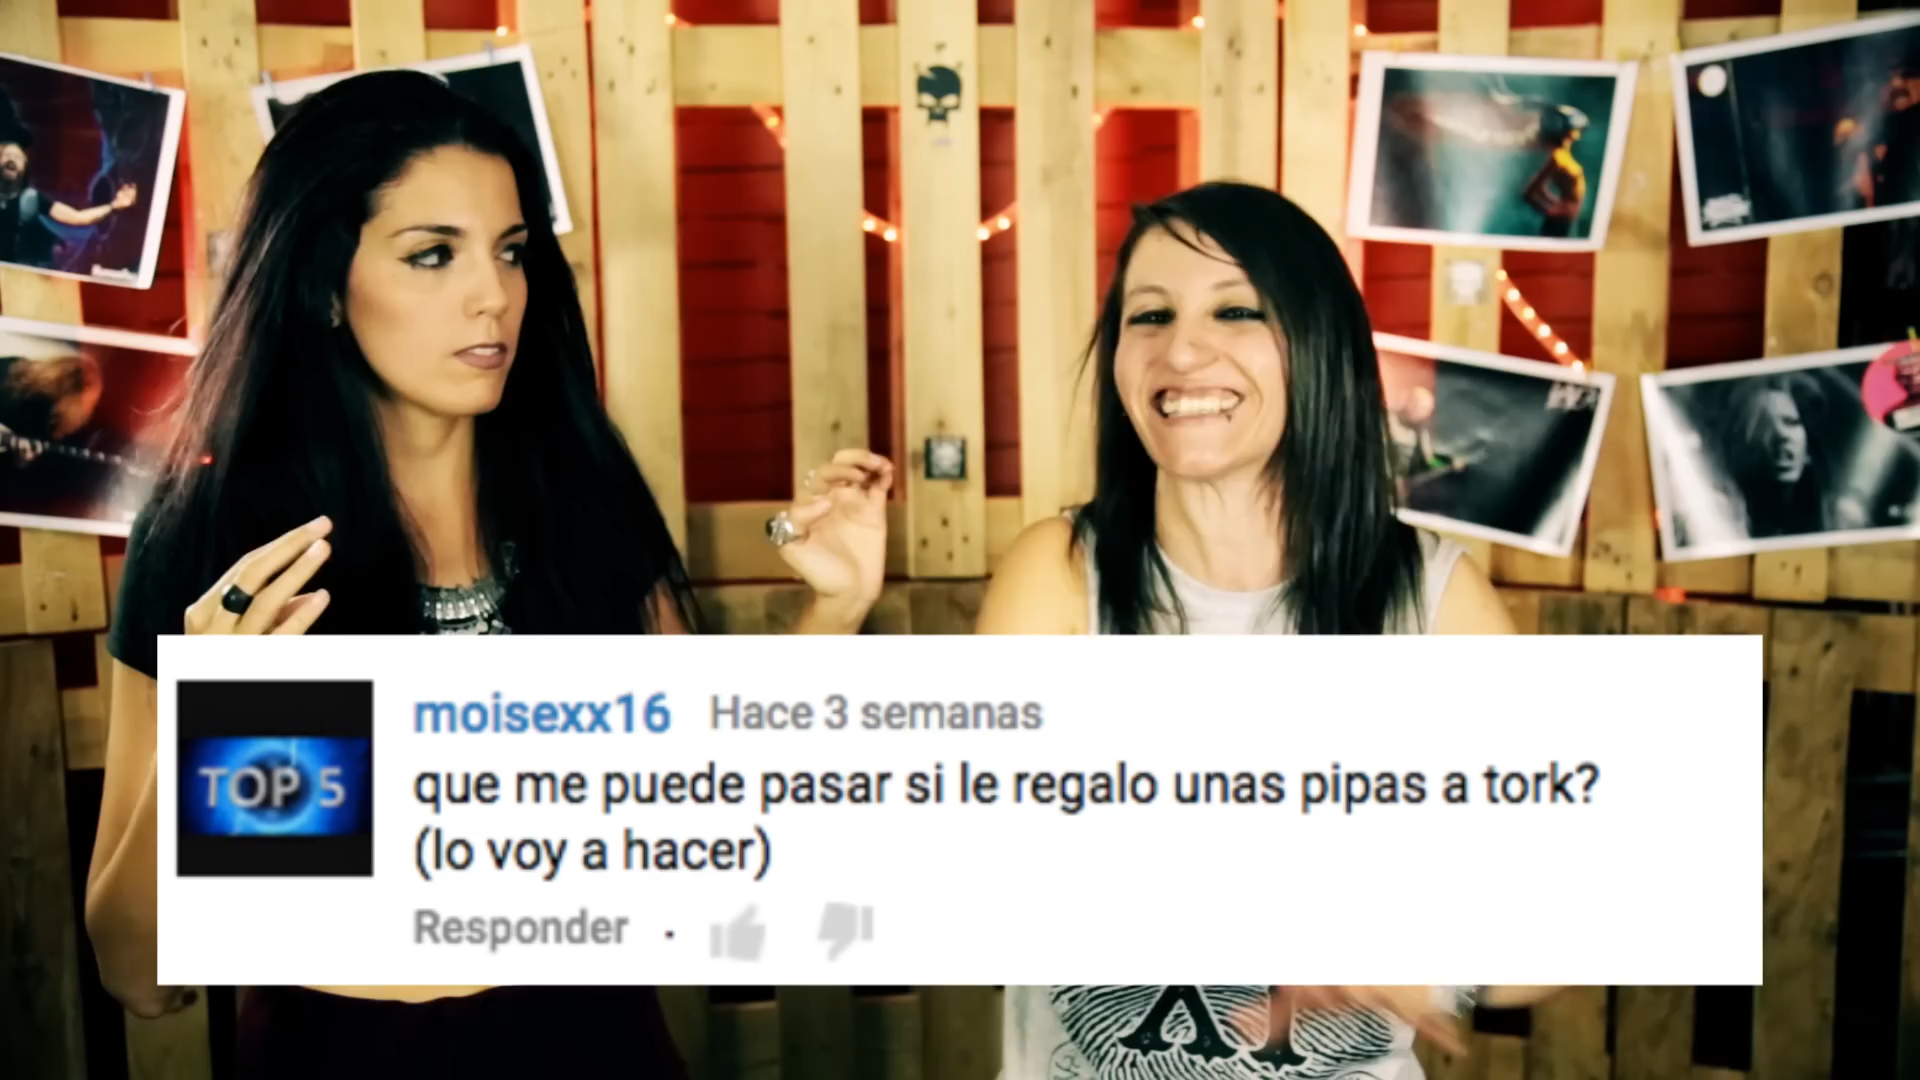 moisexx16 Hace 3 semanas
TOP 5
que me puede pasar si le regalo unas pipas a tork?
(lo voy a hacer)
Responder